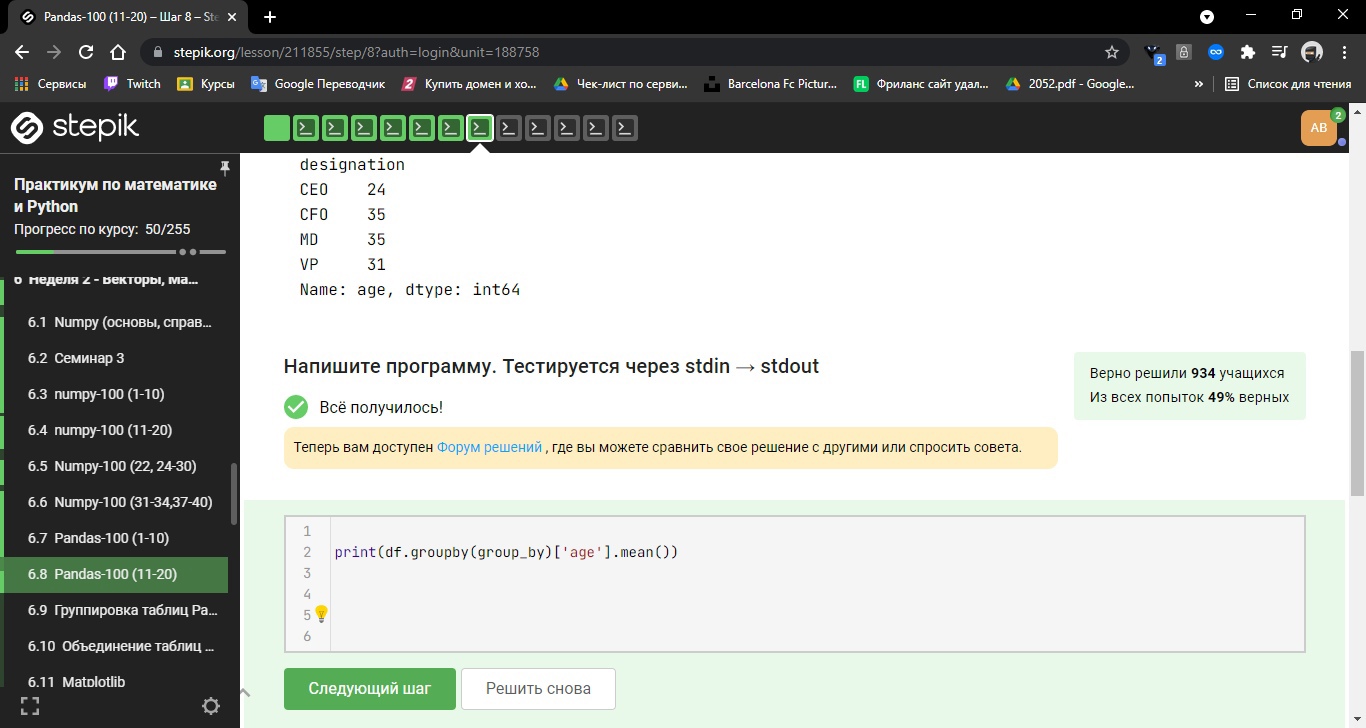 Pandas-100 (11-20) – Шаг 8 – Ste
stepik.org/lesson/211855/step/8?auth=login&unit=188758
2
Сервисы
Twitch
Курсы
Google Переводчик
Купить домен и хо...
Чек-лист по серви...
Barcelona Fc Pictur...
FL Фриланс сайт удал...
2052.pdf - Google...
»
Список для чтения
stepik
АВ
2
Практикум по математике
и Python
Прогресс по курсу: 50/255
6 Неделя 2 - Векторы, Ма...
6.1 Numpy (основы, справ...
6.2 Семинар 3
6.3 numpy-100 (1-10)
6.4 numpy-100 (11-20)
6.5 Numpy-100 (22, 24-30)
6.6 Numpy-100 (31-34,37-40)
6.7 Pandas-100 (1-10)
6.8 Pandas-100 (11-20)
6.9 Группировка таблиц Pa...
6.10 Объединение таблиц ...
6.11 Matplotlib
designation
CEO 24
CFO 35
MD 35
VP 31
Name: age, dtype: int64
Напишите программу. Тестируется через stdin → stdout
Всё получилось!
Теперь вам доступен Форум решений , где вы можете сравнить свое решение с другими или спросить совета.
Верно решили 934 учащихся
Из всех попыток 49% верных
1
2 print(df.groupby(group_by)['age'].mean())
3
4
5
6
Следующий шаг
Решить снова